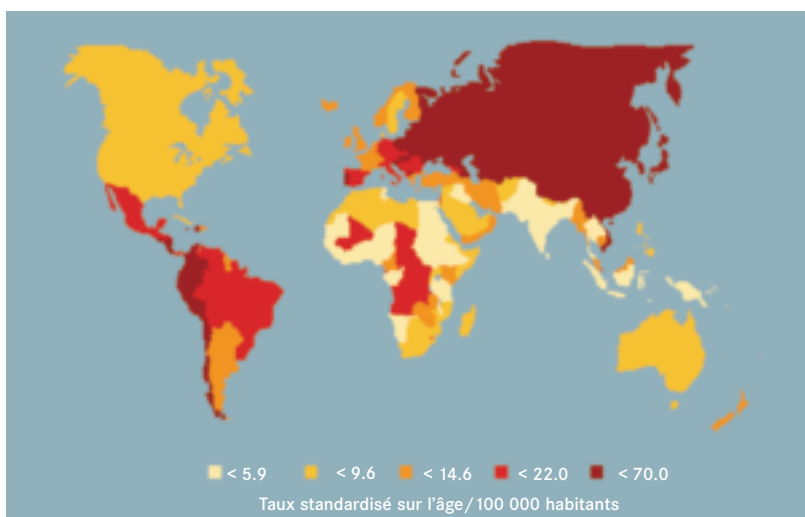 < 5.9 < 9.6 < 14.6 < 22.0 < 70.0
Taux standardisé sur l’âge/100 000 habitants